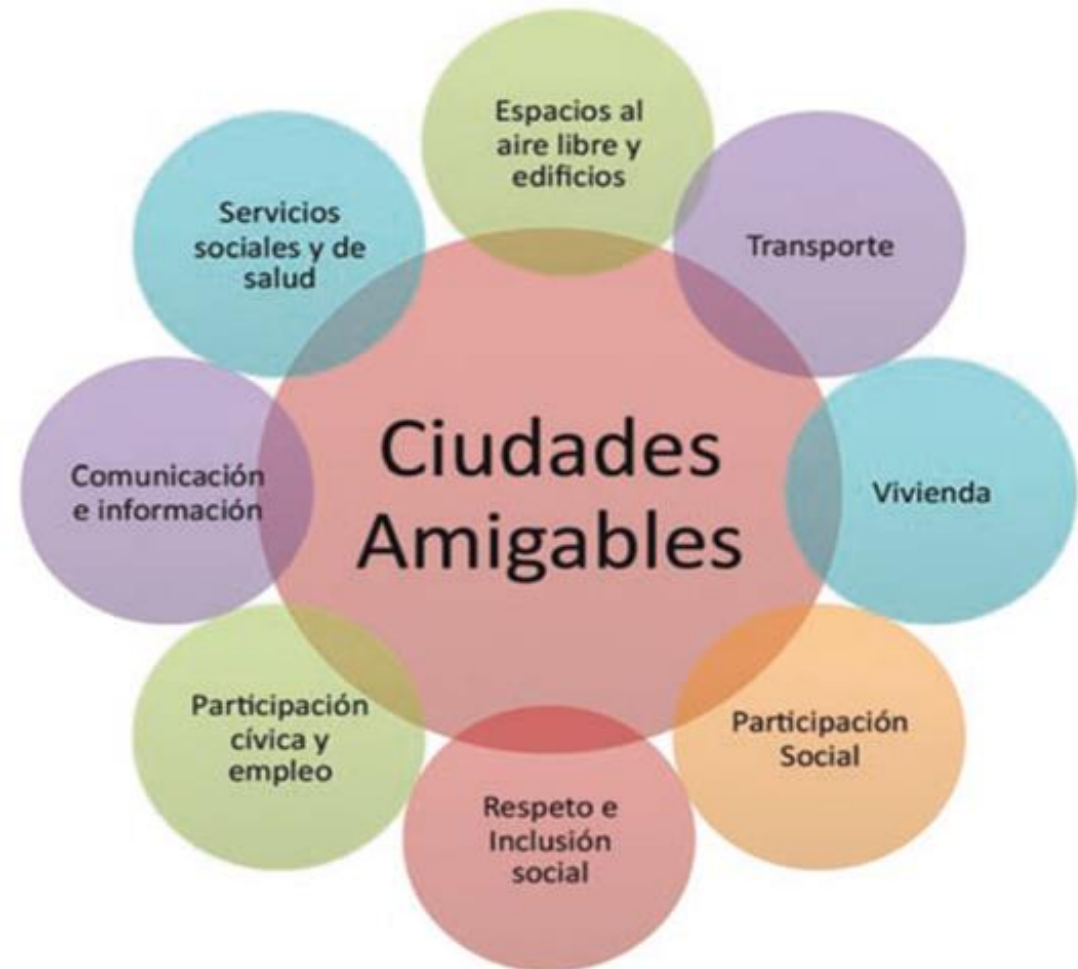 Espacios al
aire libre y
edificios
Transporte
Vivienda
Participación
Social
Respeto e
Inclusión
social
Participación
cívica y
empleo
Comunicación
e información
Servicios
sociales y de
salud
Ciudades
Amigables